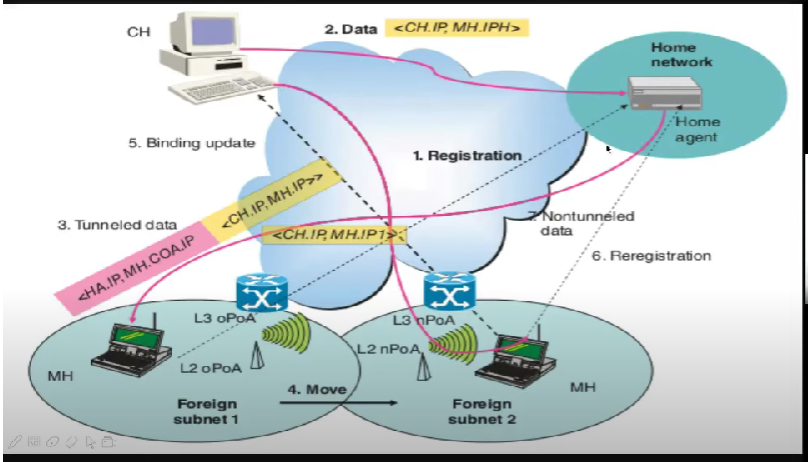 CH
2. Data <CH.IP, MH.IPH>
Home
network
Home
agent
5. Binding update
1. Registration
<CH.IP, MH.IP>>
3. Tunneled data
<HA.IP, MH.COA.IP
<CH.IP, MH.IP1>
7. Nontunneled
data
6. Reregistration
L3 oPoA
L2 oPoA
MH
L3 nPoA
L2 nPoA
MH
4. Move
Foreign
subnet 1
Foreign
subnet 2